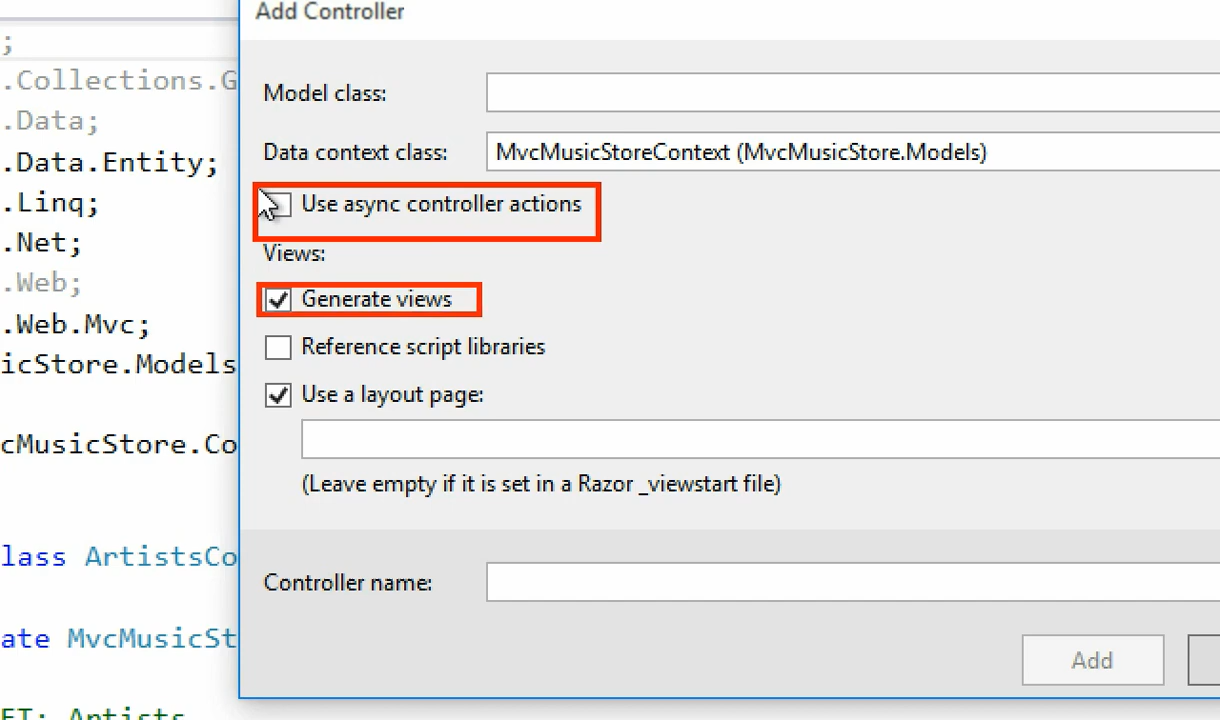 Add Controller
;
.Collections.G
.Data;
.Data.Entity;
.Linq;
.Net;
.Web;
.Web.Mvc;
icStore.Models
cMusicStore.Co
lass ArtistsCo
ate MvcMusicSt
ET: Artists
Model class:
Data context class: MvcMusicStoreContext (MvcMusicStore.Models)
Use async controller actions
Views:
Generate views
Reference script libraries
Use a layout page:
(Leave empty if it is set in a Razor _viewstart file)
Controller name:
Add